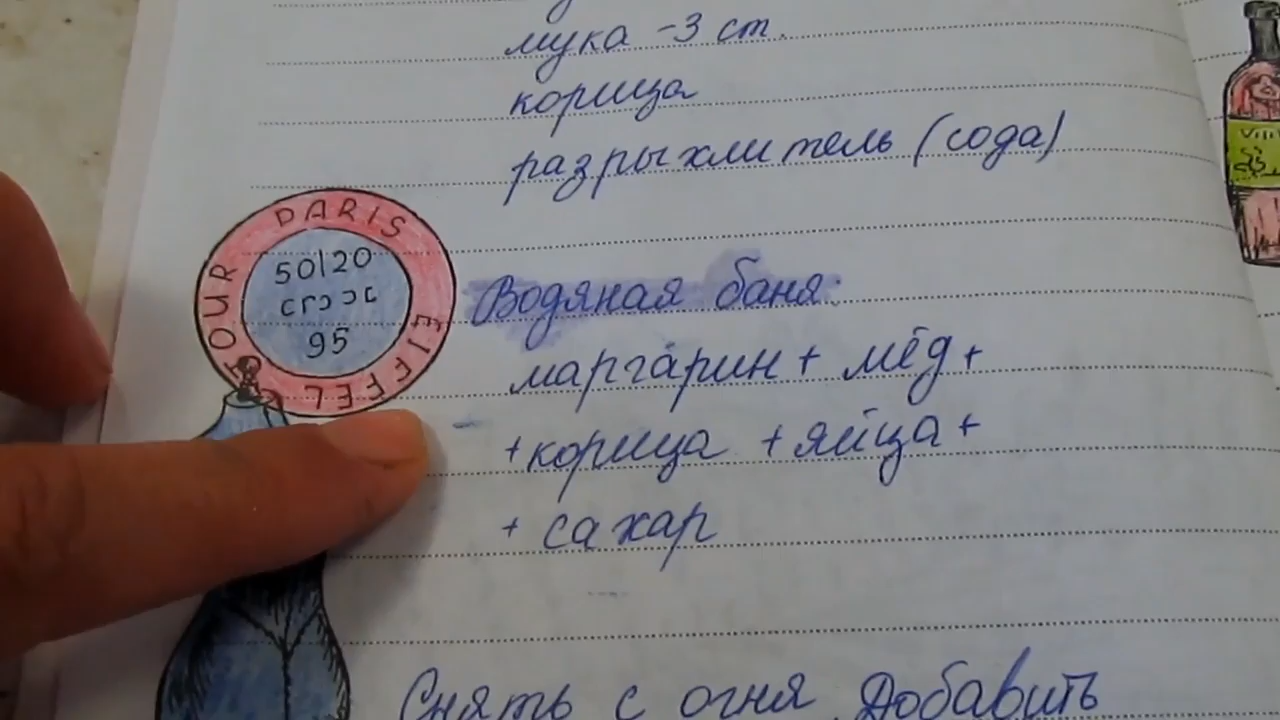 мука -3 ст.
корица
разрыхлитель (сода)
TOUR PARIS EIFFEL
50|20
95
Водяная баня:
маргарин + мёд +
+ корица + яйца +
+ сахар
Снять с огня. Добавить